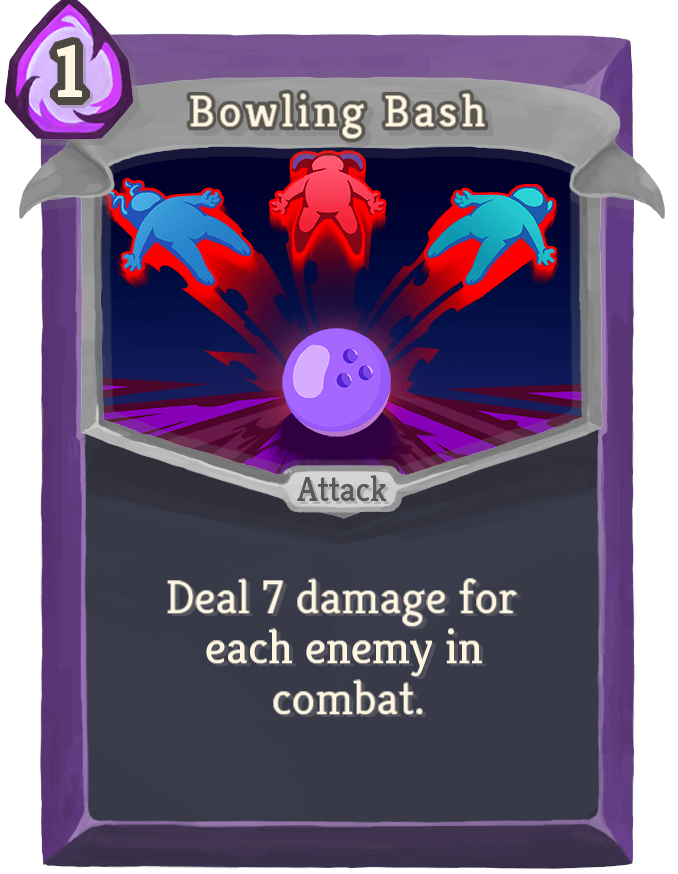 1
Bowling Bash
Attack
Deal 7 damage for
each enemy in
combat.